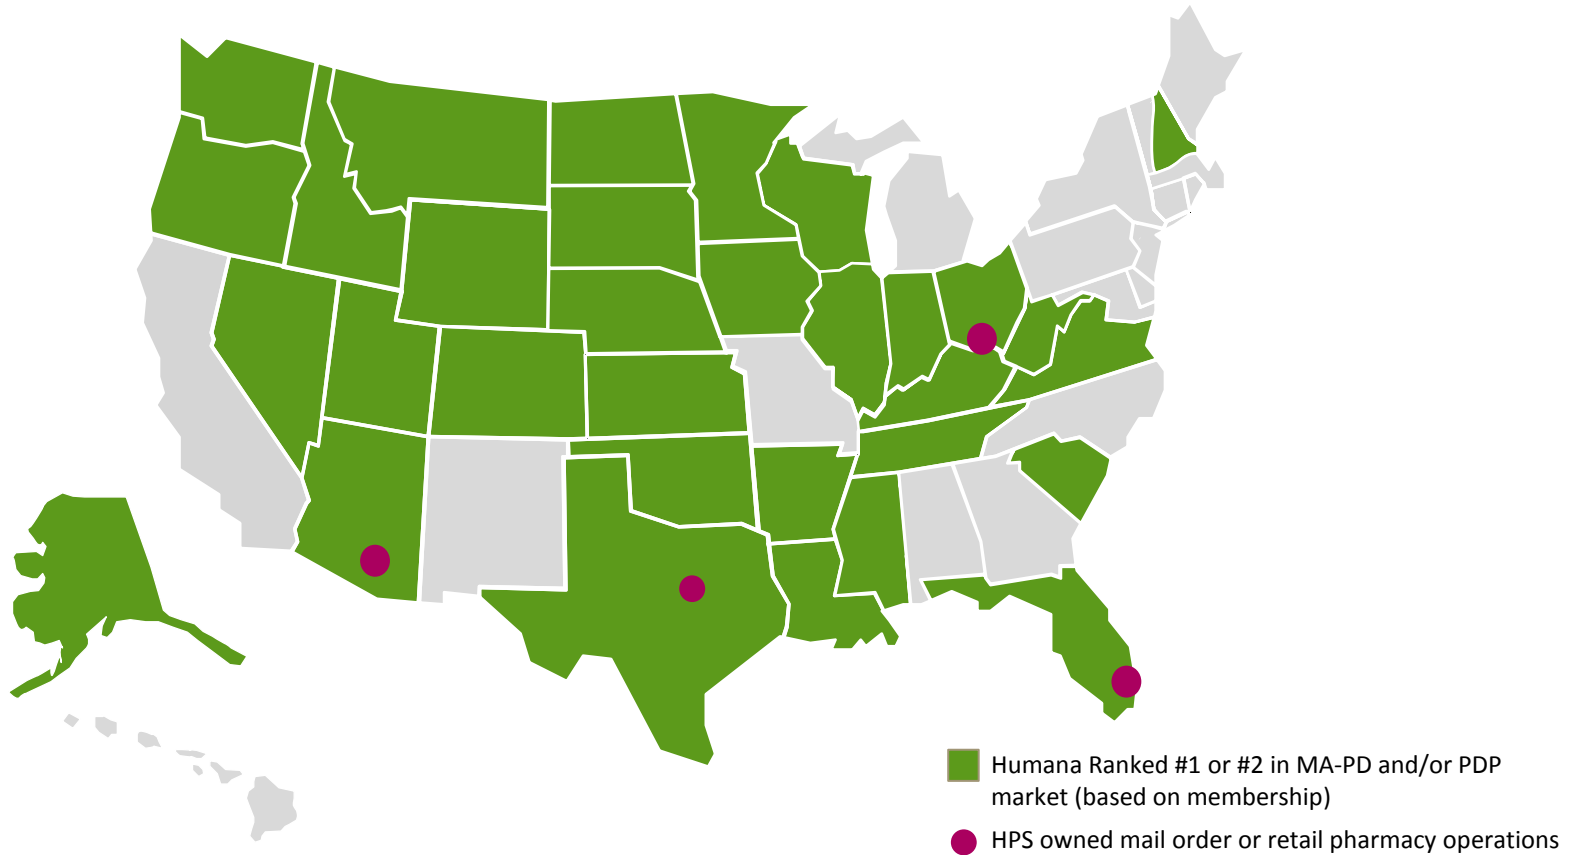 Humana Ranked #1 or #2 in MA-PD and/or PDP
market (based on membership)
HPS owned mail order or retail pharmacy operations